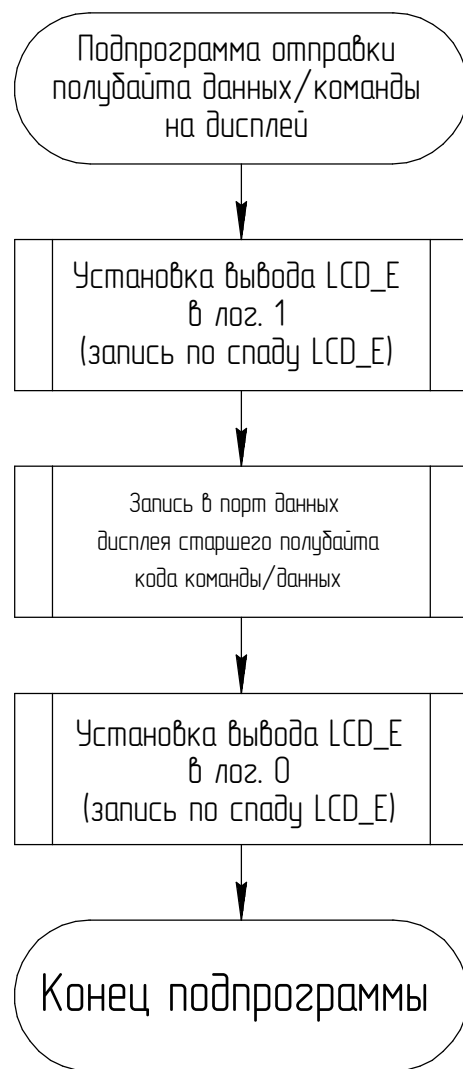 Подпрограмма отправки
полубайта данных/команды
на дисплей
Установка вывода LCD_E
в лог. 1
(запись по спаду LCD_E)
Запись в порт данных
дисплея старшего полубайта
кода команды/данных
Установка вывода LCD_E
в лог. 0
(запись по спаду LCD_E)
Конец подпрограммы